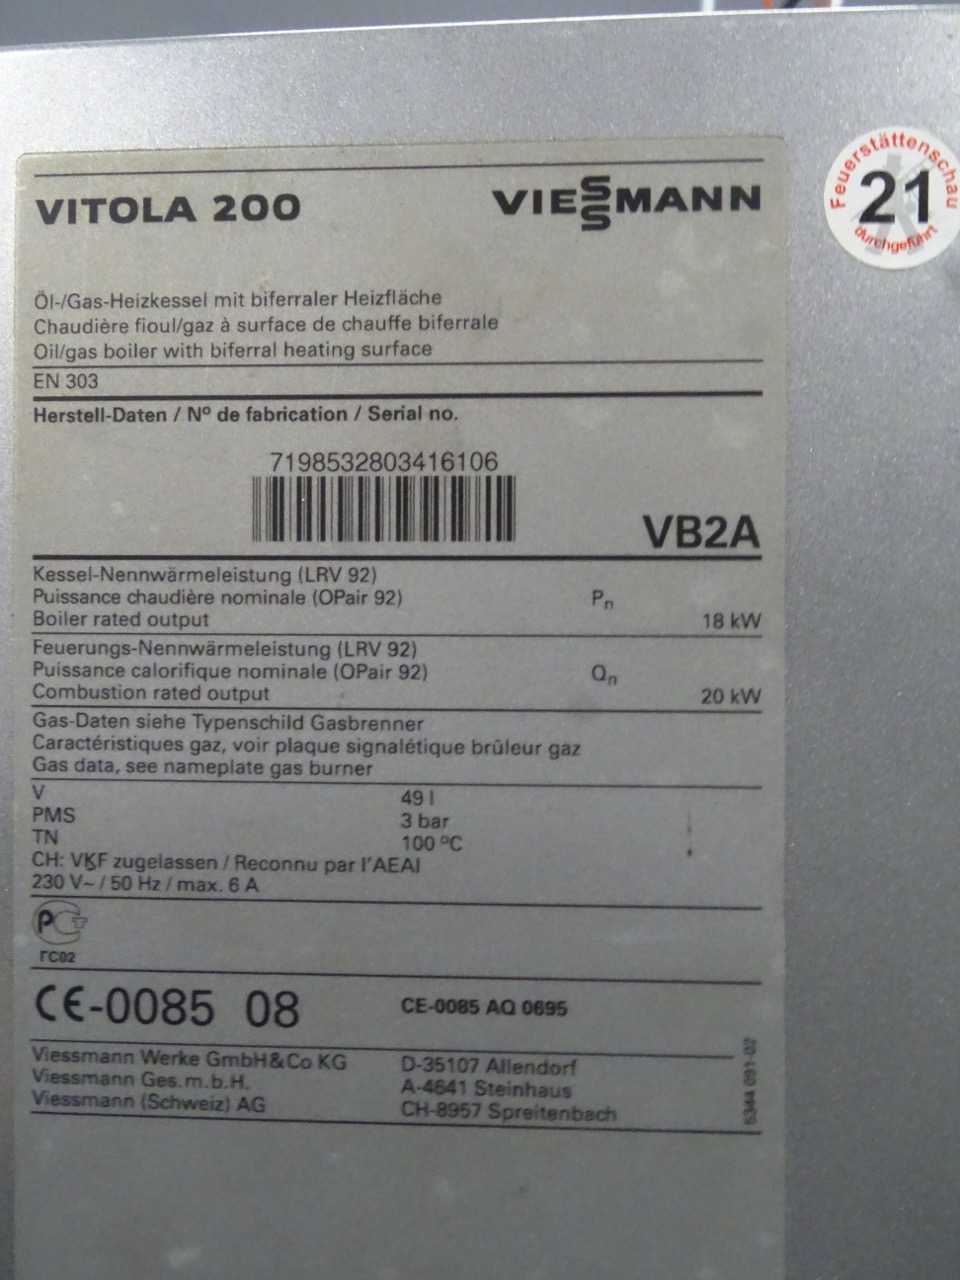 VITOLA 200
VIESSMANN
Feuerstättenschau
21
durchgeführt
Öl-/Gas-Heizkessel mit biferraler Heizfläche
Chaudière fioul/gaz à surface de chauffe biferrale
Oil/gas boiler with biferral heating surface
EN 303
Herstell-Daten / Nº de fabrication / Serial no.
7198532803416106
VB2A
Kessel-Nennwärmeleistung (LRV 92)
Puissance chaudière nominale (OPair 92) Pn
Boiler rated output 18 kW
Feuerungs-Nennwärmeleistung (LRV 92)
Puissance calorifique nominale (OPair 92) Qn
Combustion rated output 20 kW
Gas-Daten siehe Typenschild Gasbrenner
Caractéristiques gaz, voir plaque signalétique brûleur gaz
Gas data, see nameplate gas burner
V 49 l
PMS 3 bar
TN 100 ºC
CH: VKF zugelassen / Reconnu par l'AEAI
230 V~ / 50 Hz / max. 6 A
ГС02
CE-0085 08 CE-0085 AQ 0695
Viessmann Werke GmbH&Co KG D-35107 Allendorf
Viessmann Ges.m.b.H. A-4641 Steinhaus
Viessmann (Schweiz) AG CH-8957 Spreitenbach
5344 091-02